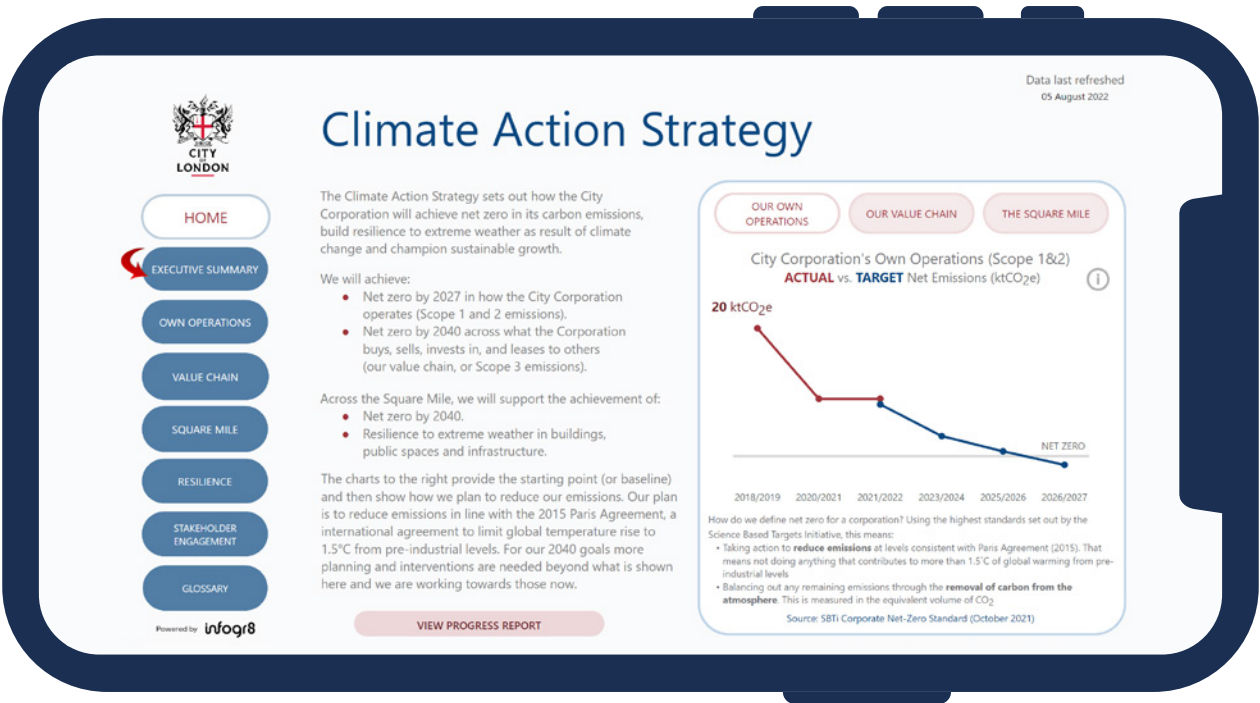 Data last refreshed
05 August 2022
CITY
OF
LONDON
Climate Action Strategy
HOME
EXECUTIVE SUMMARY
OWN OPERATIONS
VALUE CHAIN
SQUARE MILE
RESILIENCE
STAKEHOLDER
ENGAGEMENT
GLOSSARY
Powered by infogr8
The Climate Action Strategy sets out how the City
Corporation will achieve net zero in its carbon emissions,
build resilience to extreme weather as result of climate
change and champion sustainable growth.
We will achieve:
• Net zero by 2027 in how the City Corporation
operates (Scope 1 and 2 emissions).
• Net zero by 2040 across what the Corporation
buys, sells, invests in, and leases to others
(our value chain, or Scope 3 emissions).
Across the Square Mile, we will support the achievement of:
• Net zero by 2040.
• Resilience to extreme weather in buildings,
public spaces and infrastructure.
The charts to the right provide the starting point (or baseline)
and then show how we plan to reduce our emissions. Our plan
is to reduce emissions in line with the 2015 Paris Agreement, a
international agreement to limit global temperature rise to
1.5°C from pre-industrial levels. For our 2040 goals more
planning and interventions are needed beyond what is shown
here and we are working towards those now.
VIEW PROGRESS REPORT
OUR OWN
OPERATIONS
OUR VALUE CHAIN
THE SQUARE MILE
City Corporation's Own Operations (Scope 1&2)
ACTUAL vs. TARGET Net Emissions (ktCO2e)
i
20 ktCO2e
NET ZERO
2018/2019 2020/2021 2021/2022 2023/2024 2025/2026 2026/2027
How do we define net zero for a corporation? Using the highest standards set out by the
Science Based Targets Initiative, this means:
• Taking action to reduce emissions at levels consistent with Paris Agreement (2015). That
means not doing anything that contributes to more than 1.5°C of global warming from pre-
industrial levels
• Balancing out any remaining emissions through the removal of carbon from the
atmosphere. This is measured in the equivalent volume of CO2
Source: SBTi Corporate Net-Zero Standard (October 2021)